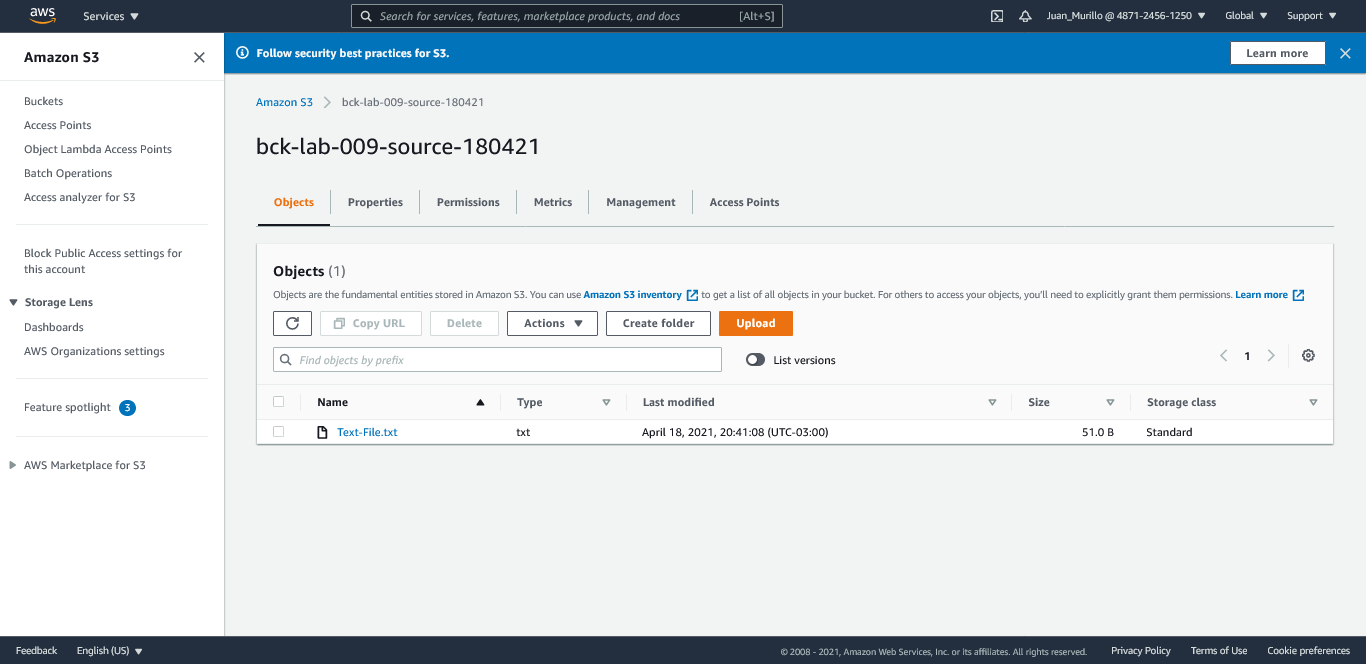 aws Services Search for services, features, marketplace products, and docs [Alt+S] Juan_Murillo @ 4871-2456-1250 Global Support
Amazon S3
Follow security best practices for S3. Learn more
Buckets
Access Points
Object Lambda Access Points
Batch Operations
Access analyzer for S3
Block Public Access settings for
this account
Storage Lens
Dashboards
AWS Organizations settings
Feature spotlight 3
AWS Marketplace for S3
Amazon S3 bck-lab-009-source-180421
bck-lab-009-source-180421
Objects Properties Permissions Metrics Management Access Points
Objects (1)
Objects are the fundamental entities stored in Amazon S3. You can use Amazon S3 inventory to get a list of all objects in your bucket. For others to access your objects, you'll need to explicitly grant them permissions. Learn more
Copy URL Delete Actions Create folder Upload
Find objects by prefix List versions 1
Name Type Last modified Size Storage class
Text-File.txt txt April 18, 2021, 20:41:08 (UTC-03:00) 51.0 B Standard
Feedback English (US) © 2008 - 2021, Amazon Web Services, Inc. or its affiliates. All rights reserved. Privacy Policy Terms of Use Cookie preferences